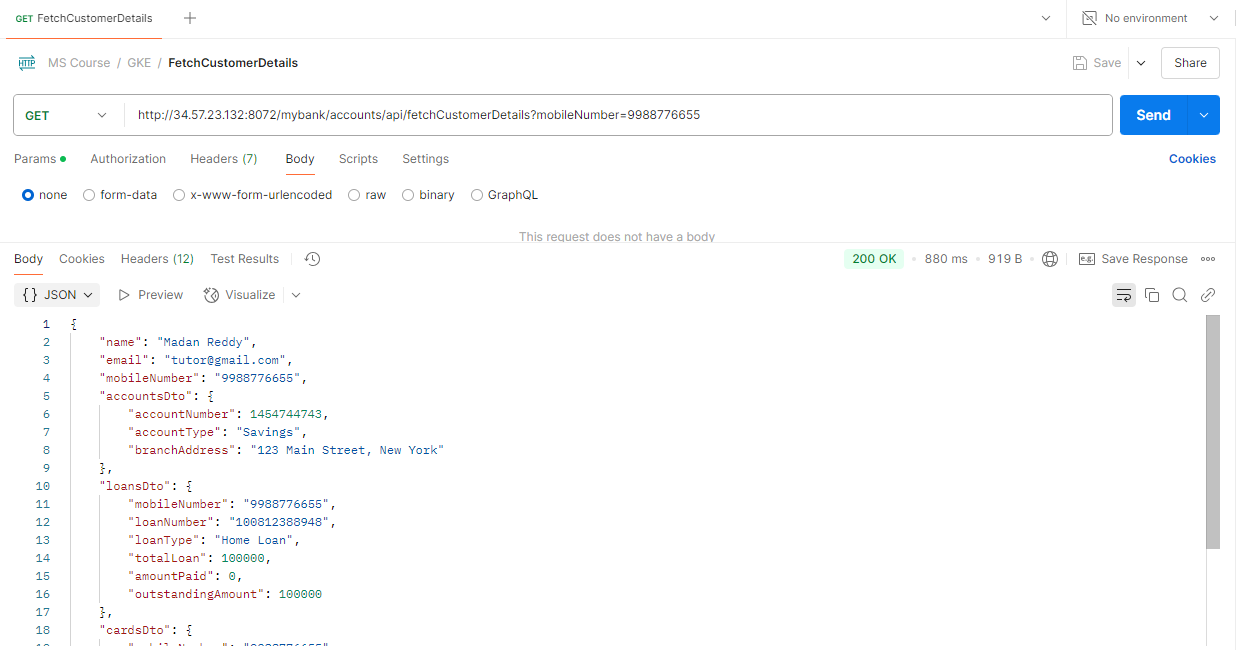 GET FetchCustomerDetails
No environment
HTTP MS Course / GKE / FetchCustomerDetails
Save
Share
GET
http://34.57.23.132:8072/mybank/accounts/api/fetchCustomerDetails?mobileNumber=9988776655
Send
Params Authorization Headers (7) Body Scripts Settings
Cookies
none form-data x-www-form-urlencoded raw binary GraphQL
This request does not have a body
Body Cookies Headers (12) Test Results
200 OK • 880 ms • 919 B
e.g. Save Response
{} JSON Preview Visualize
1 {
2 "name": "Madan Reddy",
3 "email": "tutor@gmail.com",
4 "mobileNumber": "9988776655",
5 "accountsDto": {
6 "accountNumber": 1454744743,
7 "accountType": "Savings",
8 "branchAddress": "123 Main Street, New York"
9 },
10 "loansDto": {
11 "mobileNumber": "9988776655",
12 "loanNumber": "100812388948",
13 "loanType": "Home Loan",
14 "totalLoan": 100000,
15 "amountPaid": 0,
16 "outstandingAmount": 100000
17 },
18 "cardsDto": {